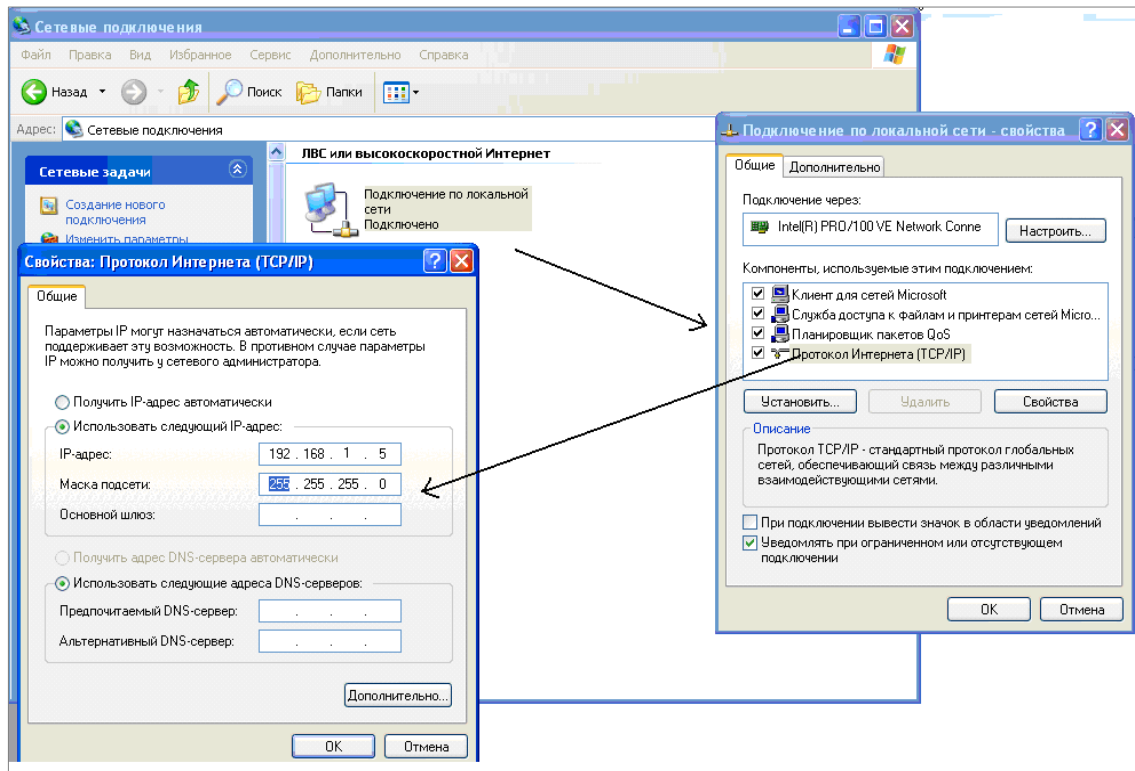 Сетевые подключения
Файл Правка Вид Избранное Сервис Дополнительно Справка
Назад Поиск Папки
Адрес: Сетевые подключения
Сетевые задачи
Создание нового
подключения
Изменить параметры
ЛВС или высокоскоростной Интернет
Подключение по локальной
сети
Подключено
Подключение по локальной сети - свойства
Общие Дополнительно
Подключение через:
Intel(R) PRO/100 VE Network Conne
Настроить...
Компоненты, используемые этим подключением:
Клиент для сетей Microsoft
Служба доступа к файлам и принтерам сетей Micro...
Планировщик пакетов QoS
Протокол Интернета (TCP/IP)
Установить... Удалить Свойства
Описание
Протокол TCP/IP - стандартный протокол глобальных
сетей, обеспечивающий связь между различными
взаимодействующими сетями.
При подключении вывести значок в области уведомлений
Уведомлять при ограниченном или отсутствующем
подключении
OK Отмена
Свойства: Протокол Интернета (TCP/IP)
Общие
Параметры IP могут назначаться автоматически, если сеть
поддерживает эту возможность. В противном случае параметры
IP можно получить у сетевого администратора.
Получить IP-адрес автоматически
Использовать следующий IP-адрес:
IP-адрес: 192 . 168 . 1 . 5
Маска подсети: 255 . 255 . 255 . 0
Основной шлюз: . . .
Получить адрес DNS-сервера автоматически
Использовать следующие адреса DNS-серверов:
Предпочитаемый DNS-сервер: . . .
Альтернативный DNS-сервер: . . .
Дополнительно...
OK Отмена